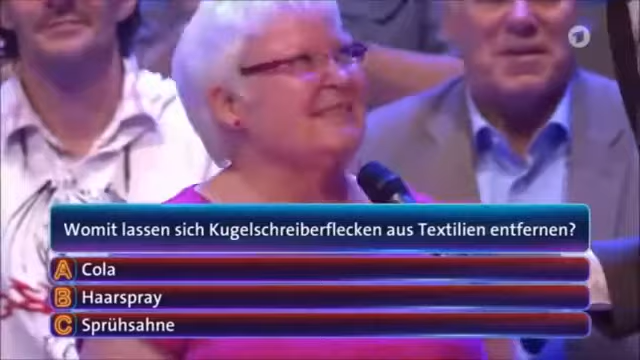 Womit lassen sich Kugelschreiberflecken aus Textilien entfernen?
A Cola
B Haarspray
C Sprühsahne